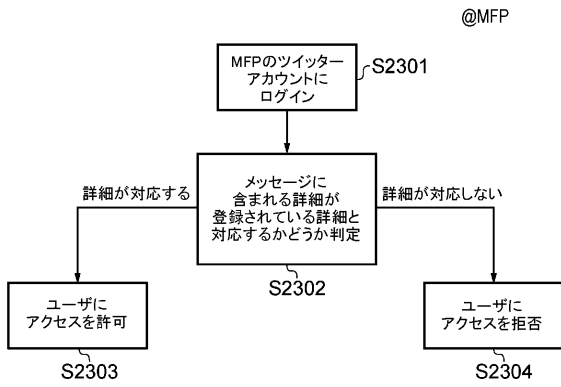 @MFP
MFPのツイッター
アカウントに
ログイン
S2301
メッセージに
含まれる詳細が
登録されている詳細と
対応するかどうか判定
S2302
詳細が対応する
詳細が対応しない
ユーザに
アクセスを許可
S2303
ユーザに
アクセスを拒否
S2304